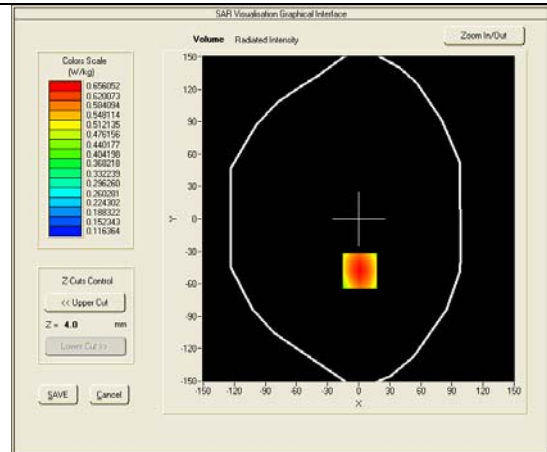 SAR Visualisation Graphical Interface
Volume Radiated Intensity
Zoom In/Out
Colors Scale
(W/kg)
0.656052
0.620073
0.584094
0.548114
0.512135
0.476156
0.440177
0.404198
0.368218
0.332239
0.296260
0.260281
0.224302
0.188322
0.152343
0.116364
Z Cuts Control
<< Upper Cut
Z = 4.0 mm
Lower Cut >>
SAVE
Cancel
150
120
90
60
30
0
-30
-60
-90
-120
-150
Y
-150 -120 -90 -60 -30 0 30 60 90 120 150
X